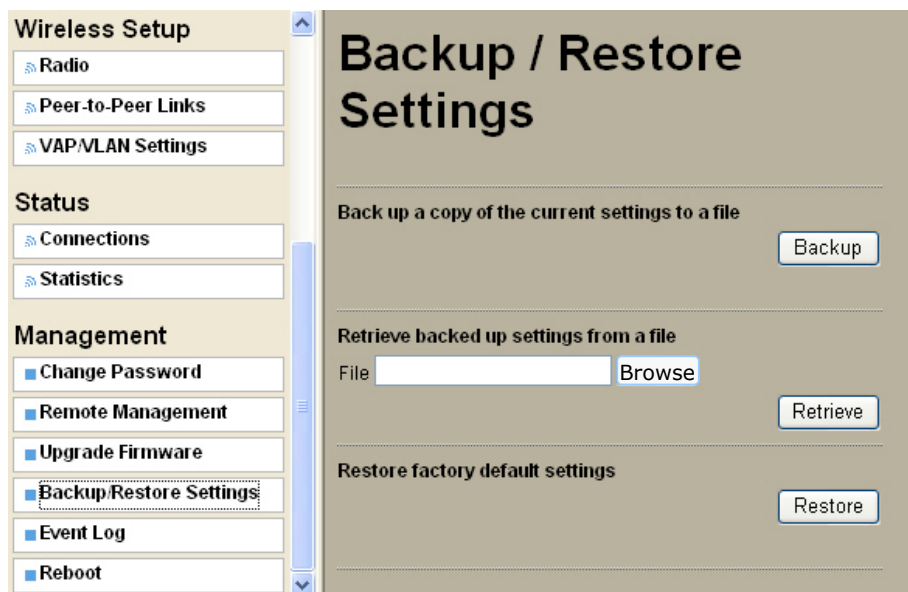 Wireless Setup
Radio
Peer-to-Peer Links
VAP/VLAN Settings
Status
Connections
Statistics
Management
Change Password
Remote Management
Upgrade Firmware
Backup/Restore Settings
Event Log
Reboot
Backup / Restore
Settings
Back up a copy of the current settings to a file
Backup
Retrieve backed up settings from a file
File Browse
Retrieve
Restore factory default settings
Restore